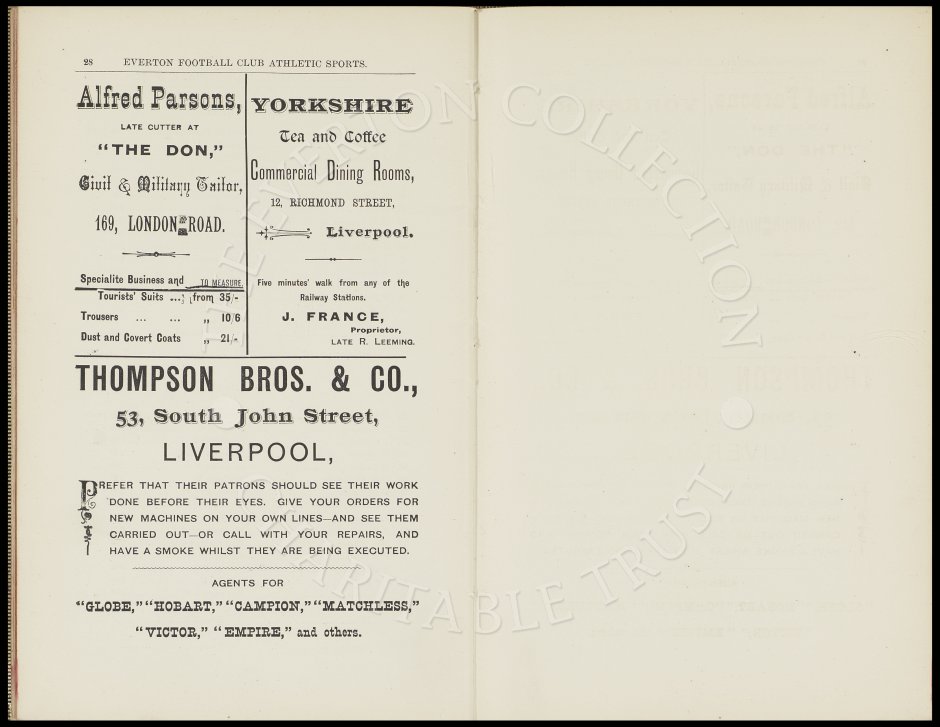 28 EVERTON FOOTBALL CLUB ATHLETIC SPORTS.
Alfred Parsons,
LATE CUTTER AT
"THE DON,"
Civil & Military Tailor,
169, LONDON ROAD.
Specialite Business and TO MEASURE.
Tourists' Suits ... } from 35/-
Trousers ... ... „ 10/6
Dust and Covert Coats „ 21/-
YORKSHIRE
Tea and Coffee
Commercial Dining Rooms,
12, RICHMOND STREET,
Liverpool.
Five minutes' walk from any of the
Railway Stations.
J. FRANCE,
Proprietor,
LATE R. LEEMING.
THOMPSON BROS. & CO.,
53, South John Street,
LIVERPOOL,
PREFER THAT THEIR PATRONS SHOULD SEE THEIR WORK
DONE BEFORE THEIR EYES. GIVE YOUR ORDERS FOR
NEW MACHINES ON YOUR OWN LINES—AND SEE THEM
CARRIED OUT—OR CALL WITH YOUR REPAIRS, AND
HAVE A SMOKE WHILST THEY ARE BEING EXECUTED.
AGENTS FOR
"GLOBE," "HOBART," "CAMPION," "MATCHLESS,"
"VICTOR," "EMPIRE," and others.
THE EVERTON COLLECTION
CHARITABLE TRUST